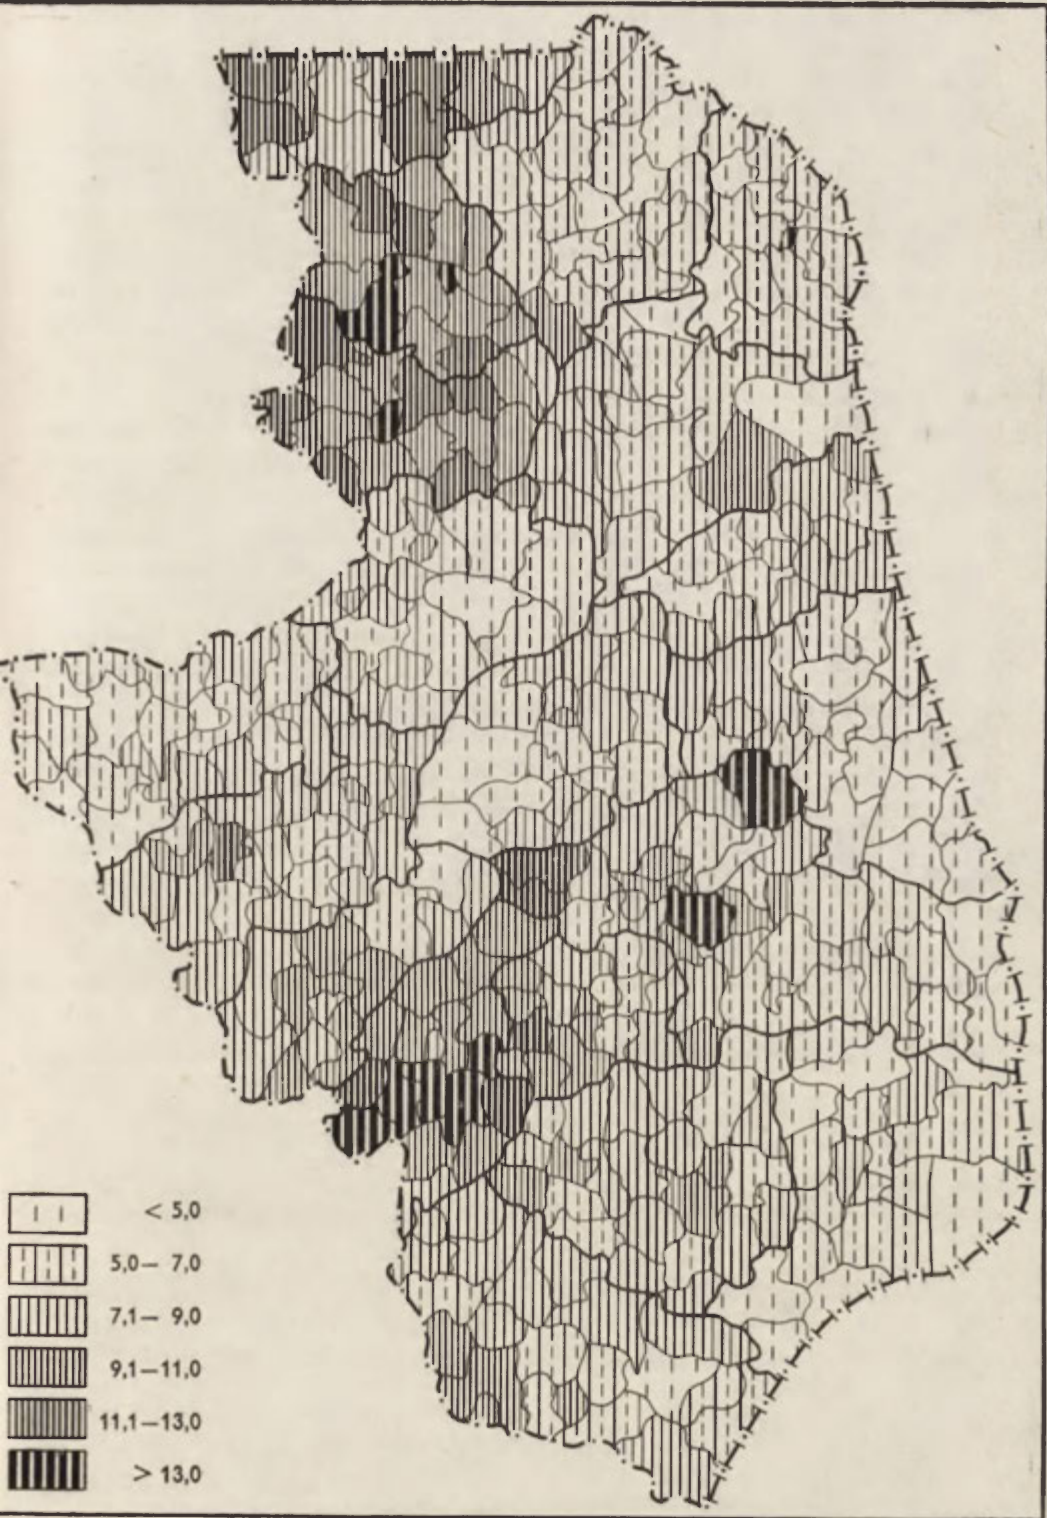 < 5,0
5,0 — 7,0
7,1 — 9,0
9,1 — 11,0
11,1 — 13,0
> 13,0